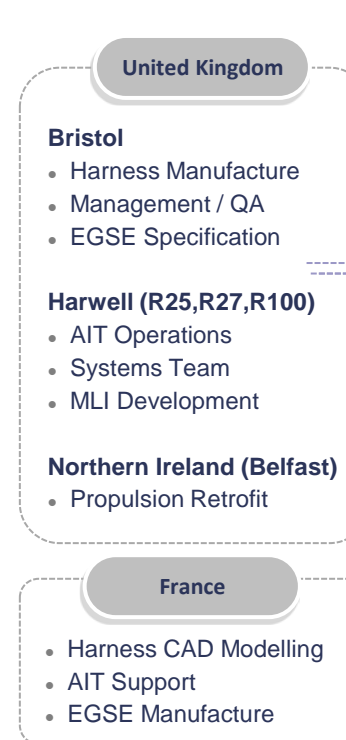 United Kingdom
Bristol
• Harness Manufacture
• Management / QA
• EGSE Specification
Harwell (R25,R27,R100)
• AIT Operations
• Systems Team
• MLI Development
Northern Ireland (Belfast)
• Propulsion Retrofit
France
• Harness CAD Modelling
• AIT Support
• EGSE Manufacture